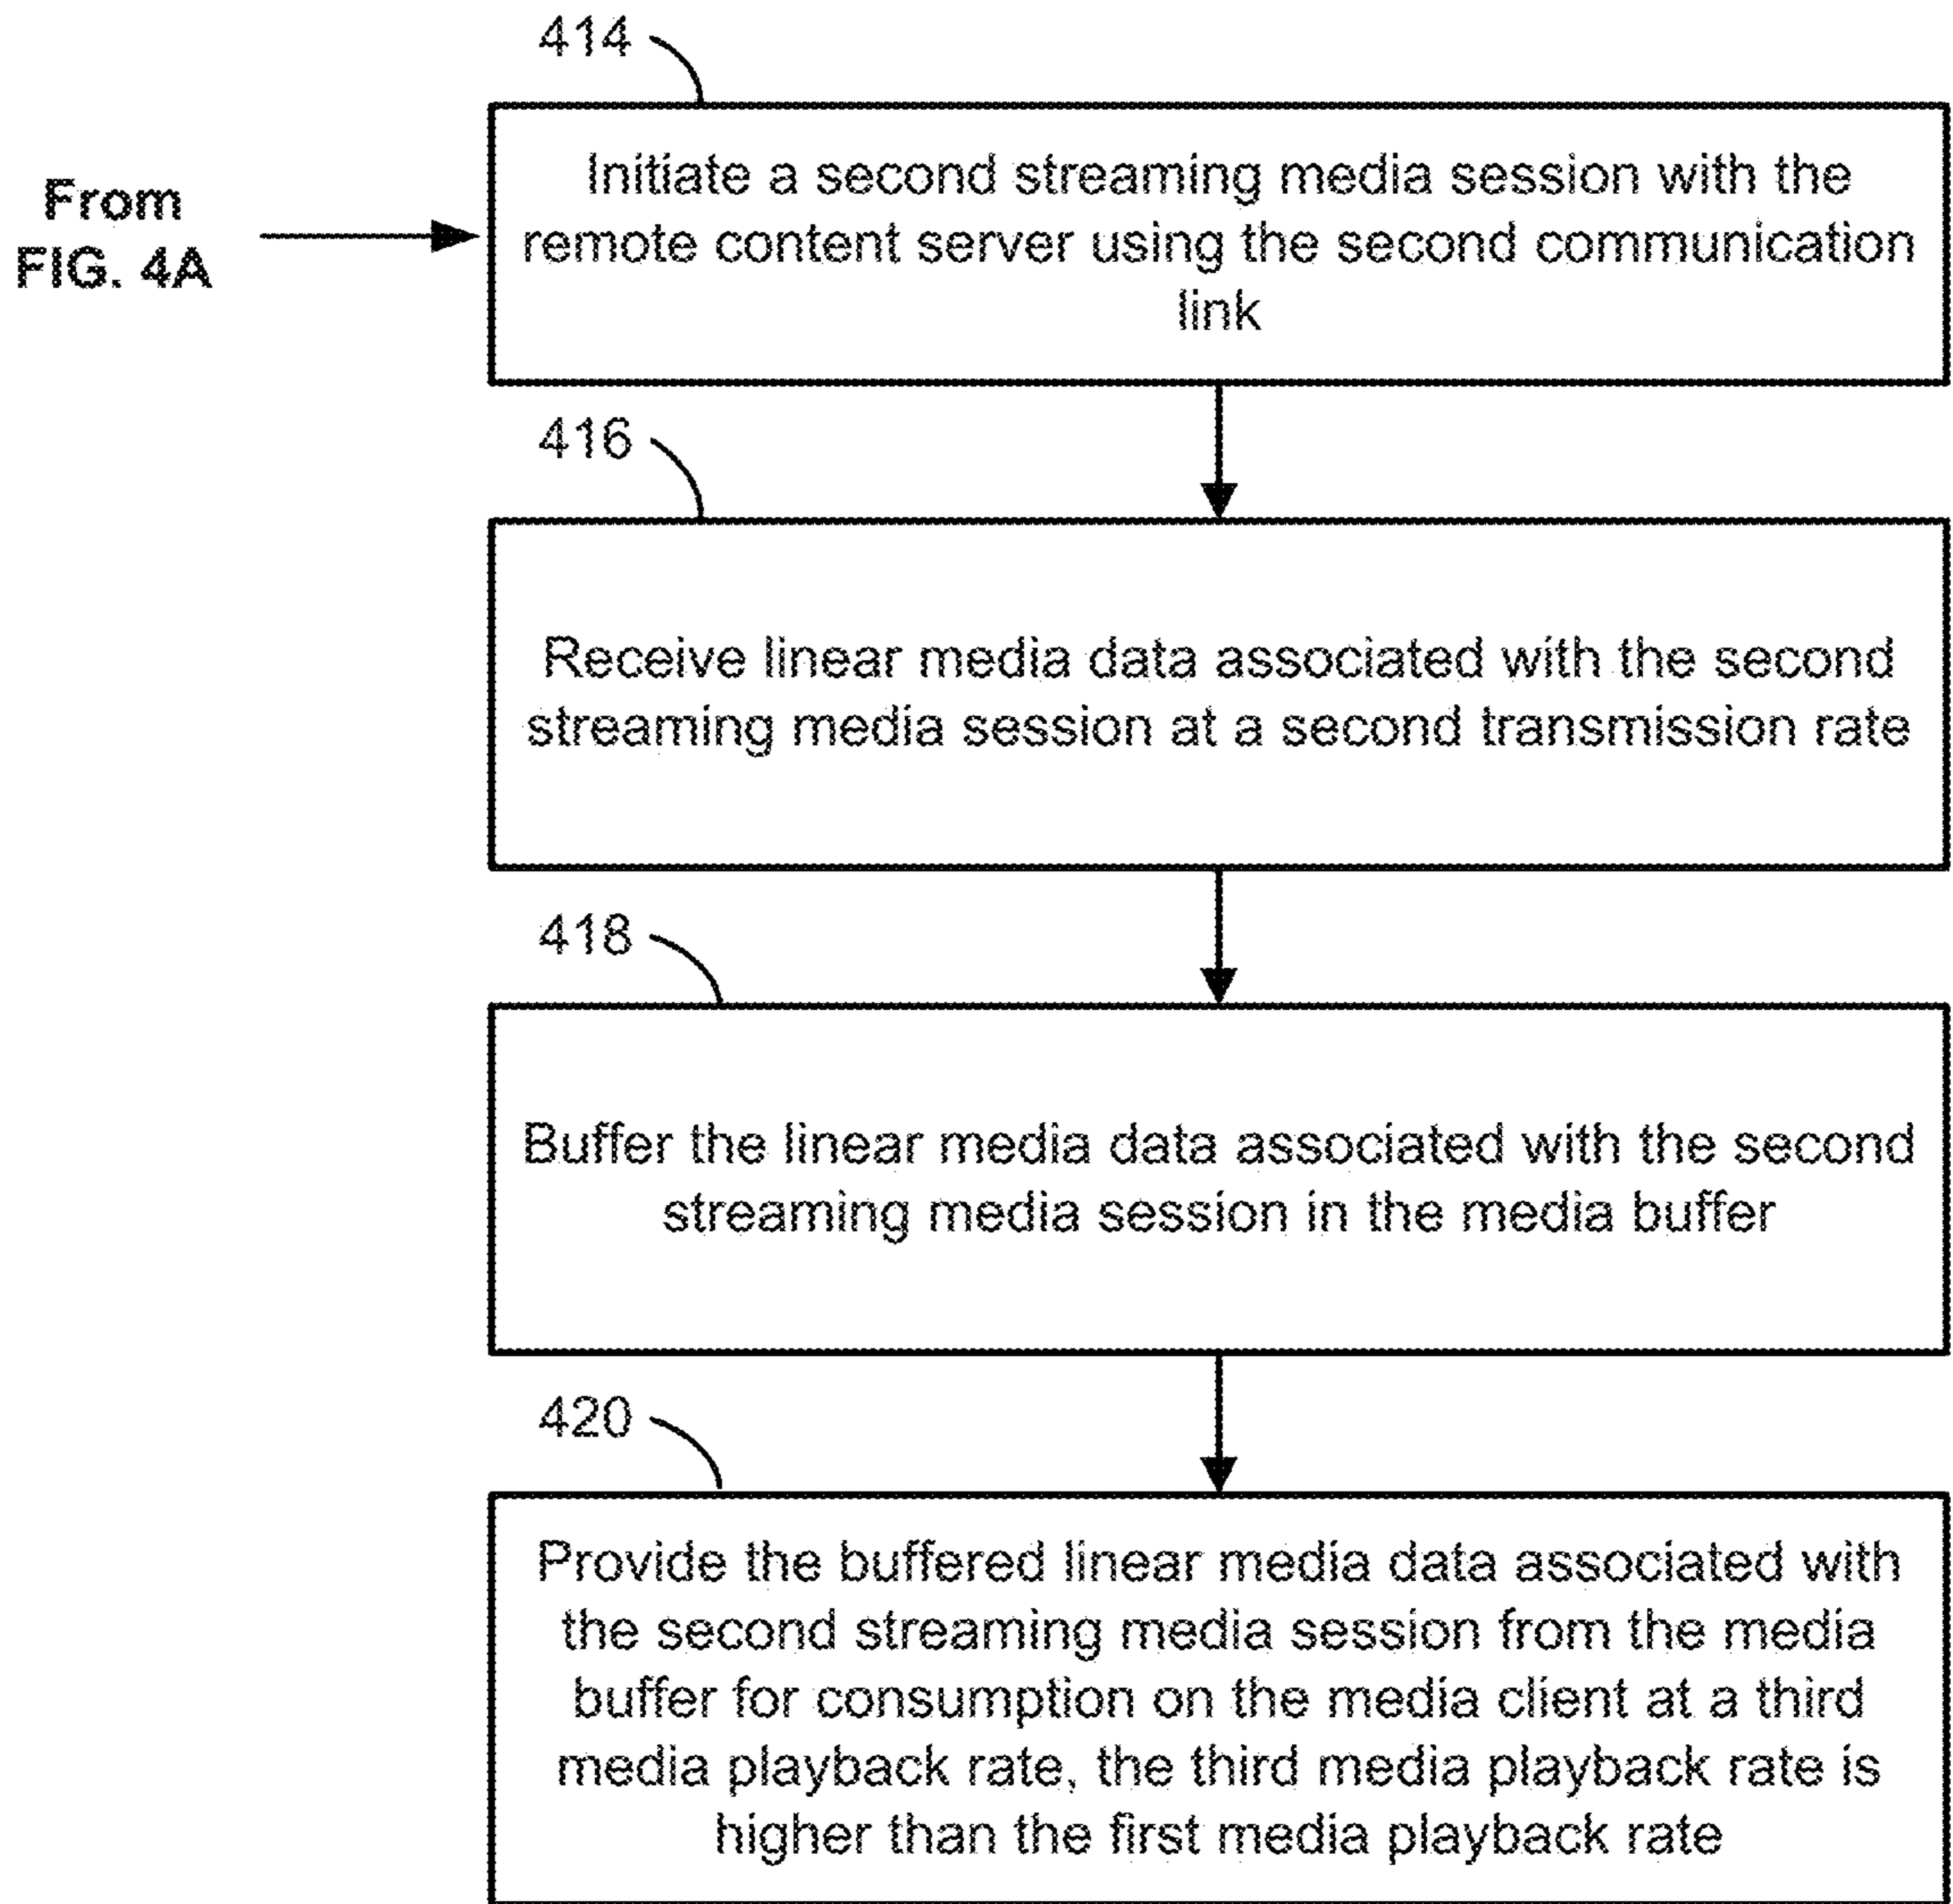 414
Initiate a second streaming media session with the
remote content server using the second communication
link
From
FIG. 4A
416
Receive linear media data associated with the second
streaming media session at a second transmission rate
418
Buffer the linear media data associated with the second
streaming media session in the media buffer
420
Provide the buffered linear media data associated with
the second streaming media session from the media
buffer for consumption on the media client at a third
media playback rate, the third media playback rate is
higher than the first media playback rate